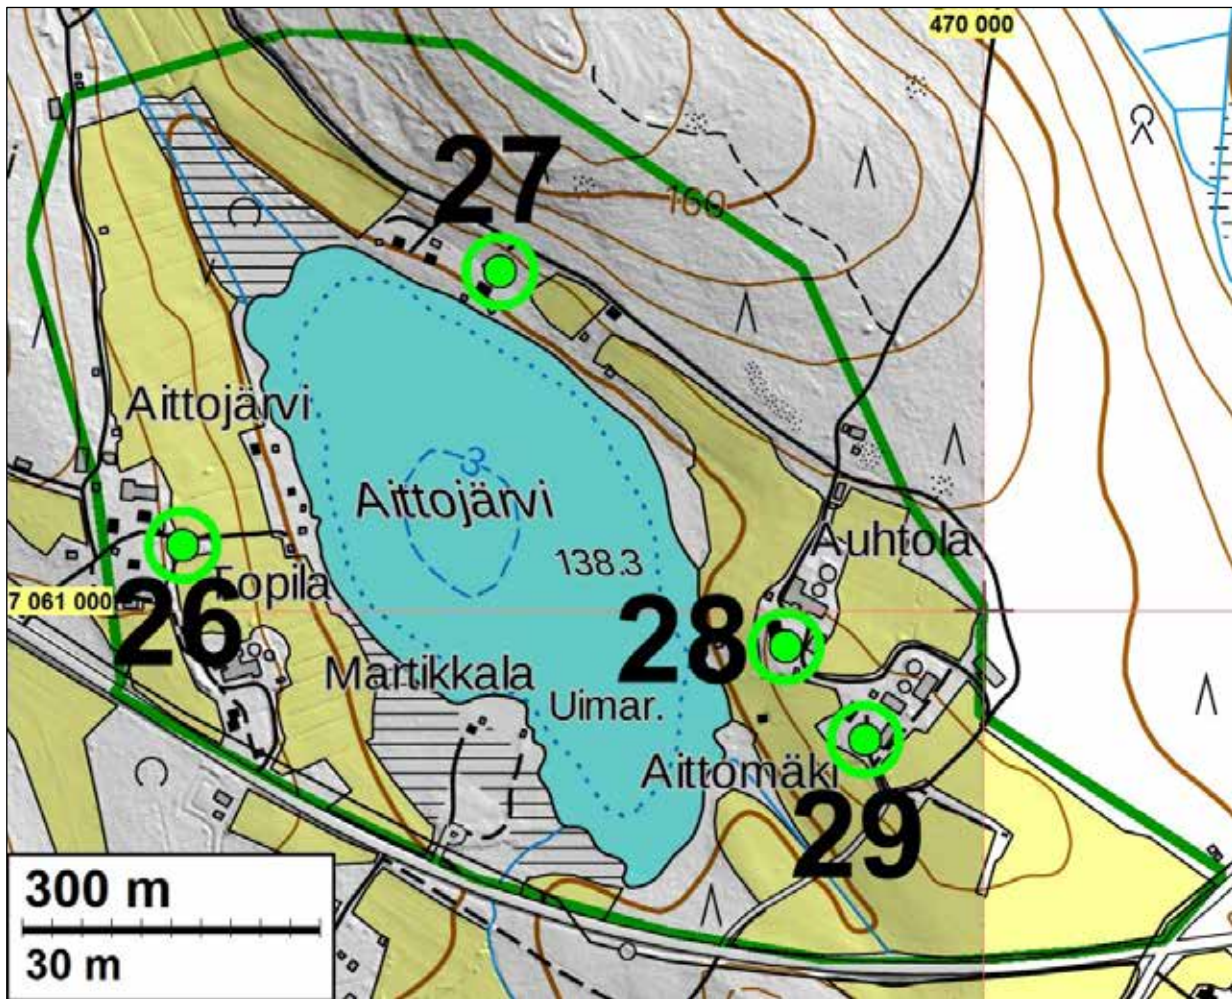 470 000
27
160
Aittojärvi
3
Aittojärvi
138.3
Auhtola
Topila
7 061 000
26
28
Martikkala
Uimar.
Aittomäki
29
300 m
30 m